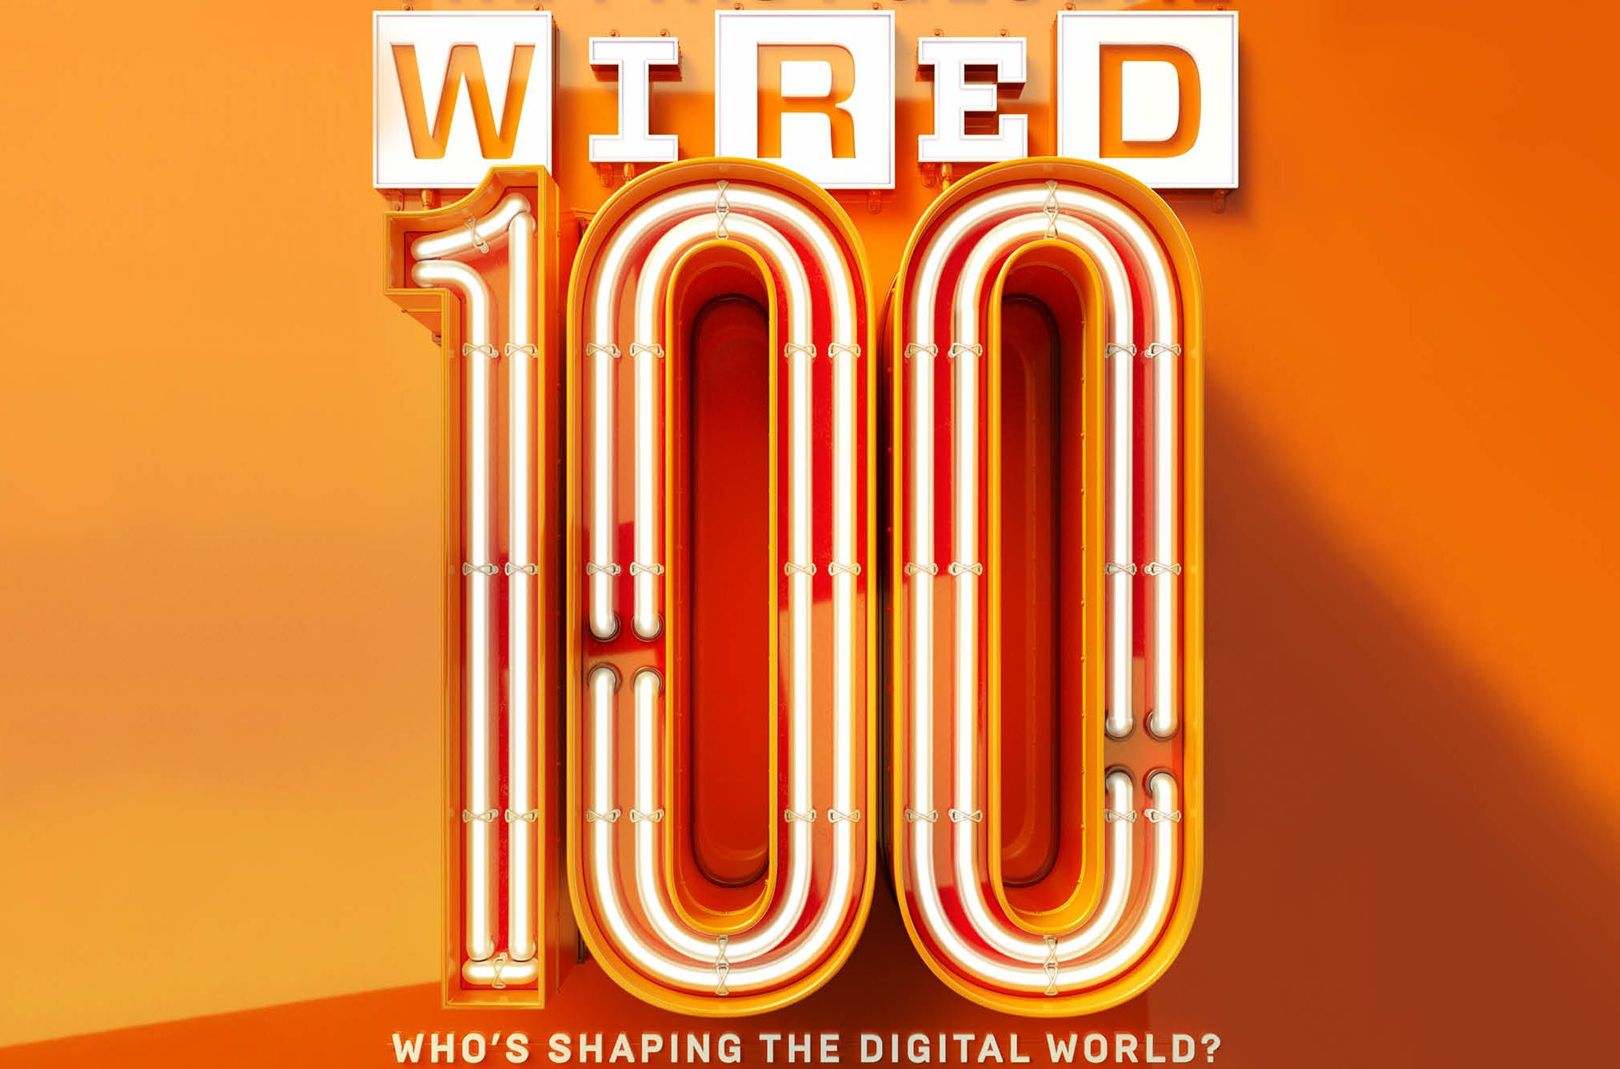 WIRED
100
WHO'S SHAPING THE DIGITAL WORLD?